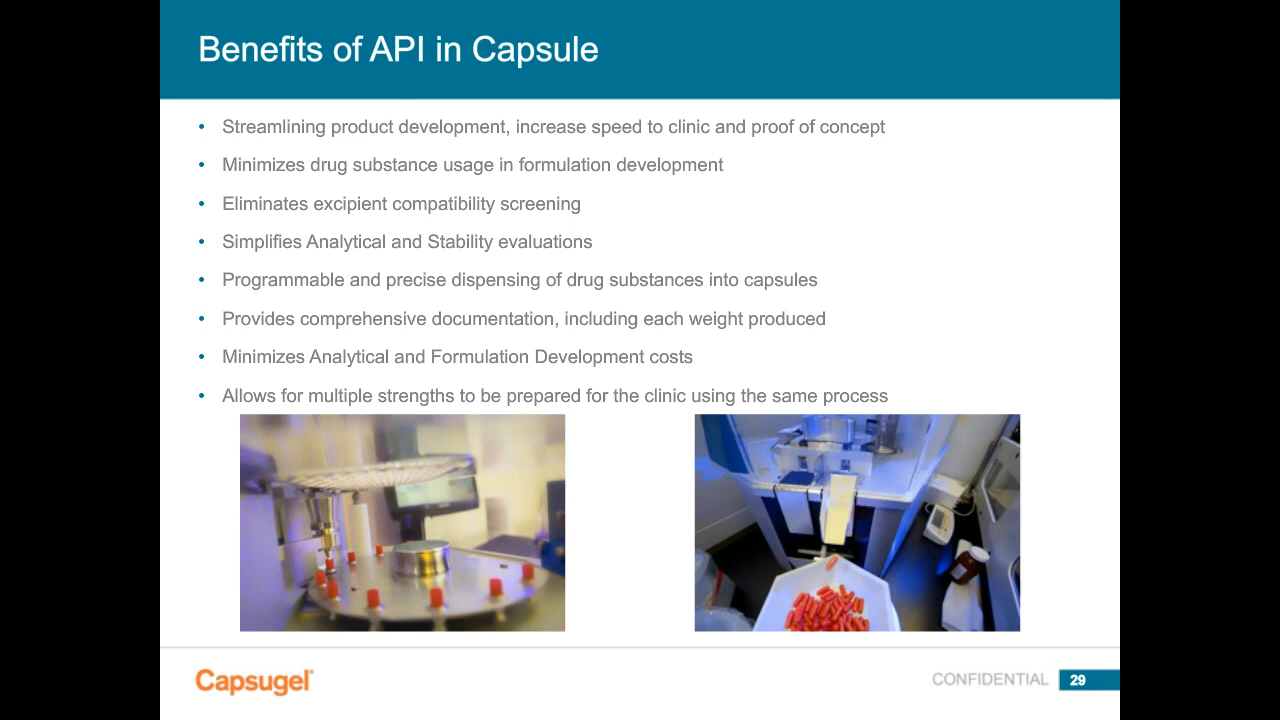 Benefits of API in Capsule
• Streamlining product development, increase speed to clinic and proof of concept
• Minimizes drug substance usage in formulation development
• Eliminates excipient compatibility screening
• Simplifies Analytical and Stability evaluations
• Programmable and precise dispensing of drug substances into capsules
• Provides comprehensive documentation, including each weight produced
• Minimizes Analytical and Formulation Development costs
• Allows for multiple strengths to be prepared for the clinic using the same process
Capsugel®
CONFIDENTIAL 29